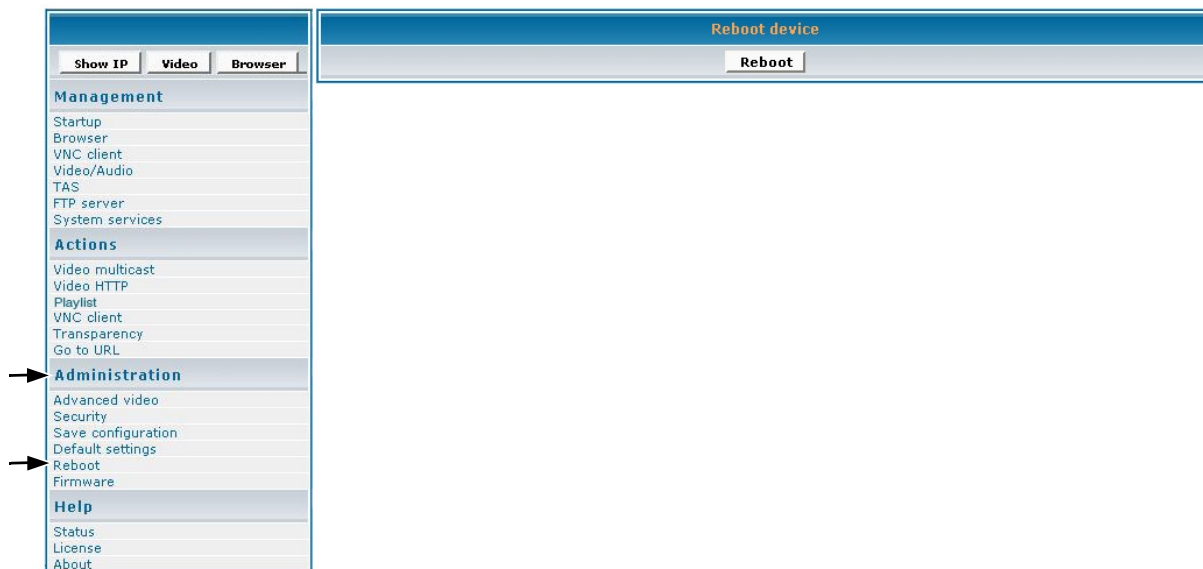 Reboot device
Show IP Video Browser
Reboot
Management
Startup
Browser
VNC client
Video/Audio
TAS
FTP server
System services
Actions
Video multicast
Video HTTP
Playlist
VNC client
Transparency
Go to URL
Administration
Advanced video
Security
Save configuration
Default settings
Reboot
Firmware
Help
Status
License
About